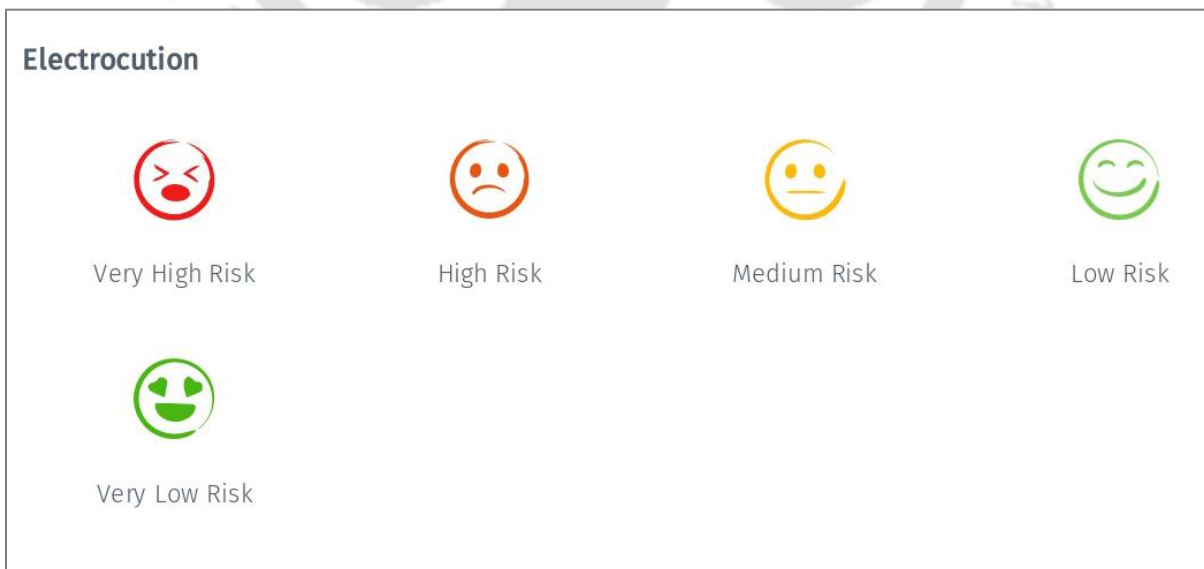 Electrocution
Very High Risk
High Risk
Medium Risk
Low Risk
Very Low Risk